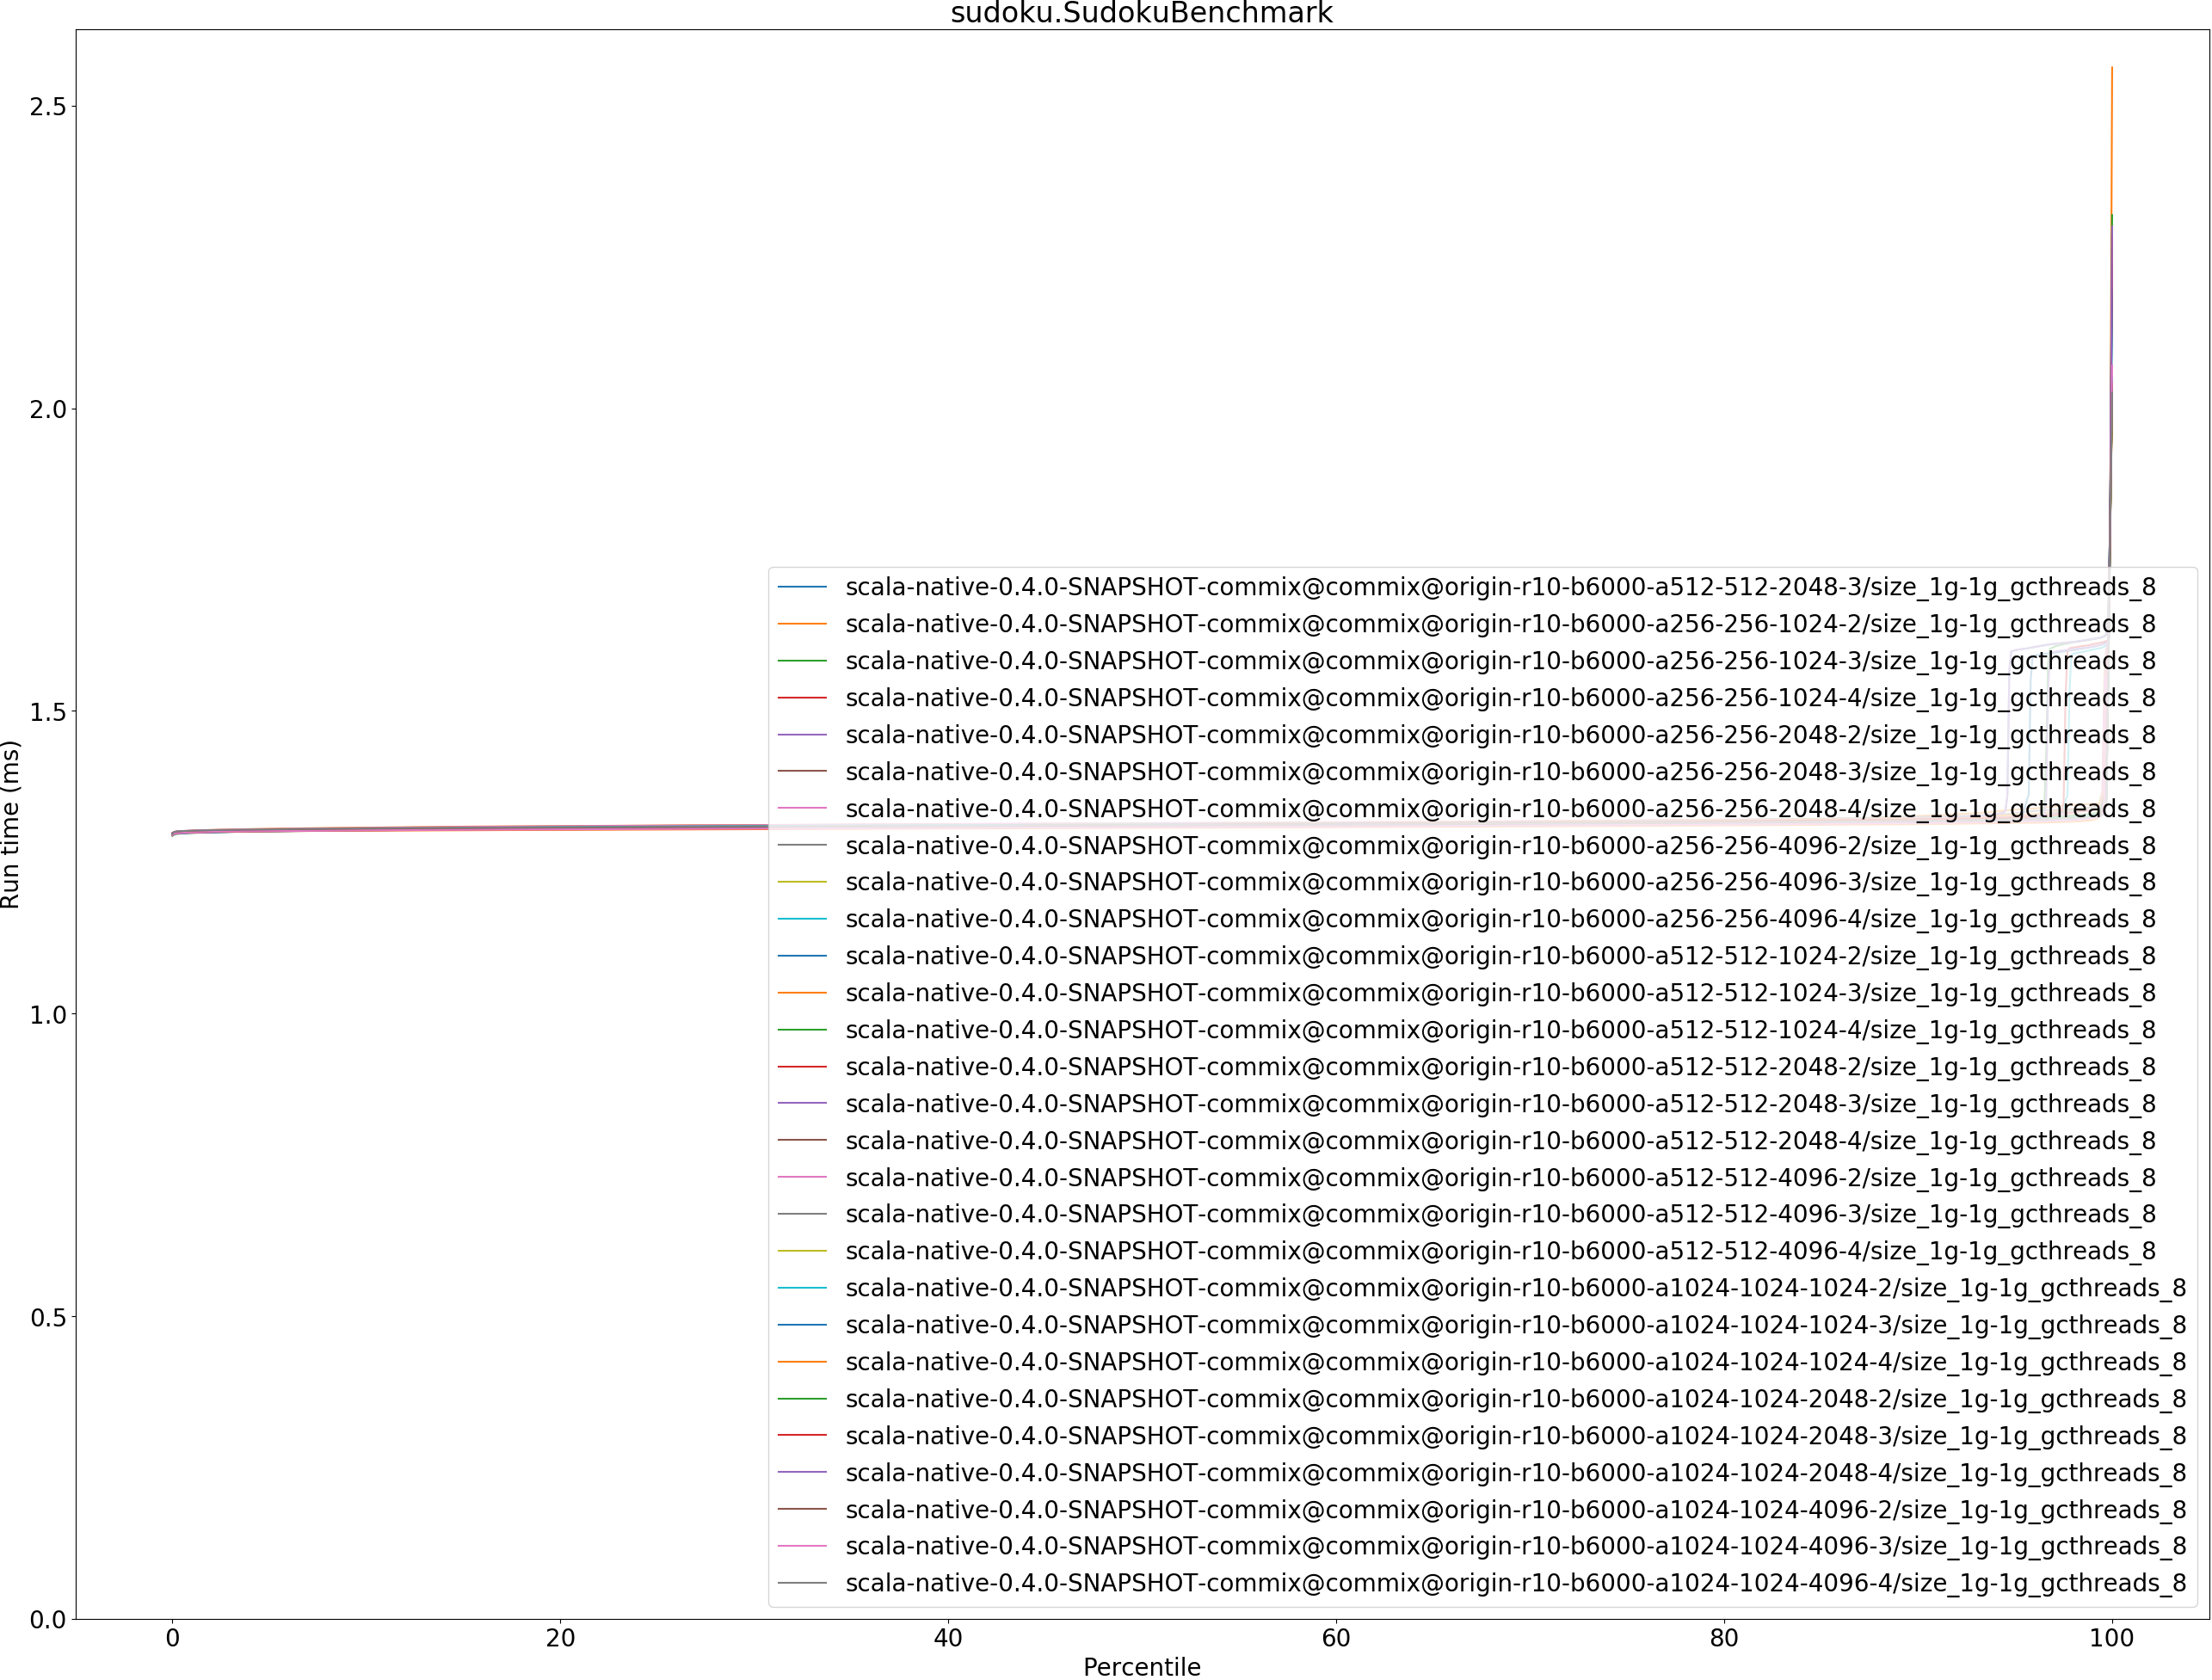 sudoku.SudokuBenchmark
2.5
2.0
1.5
1.0
0.5
0.0
Run time (ms)
scala-native-0.4.0-SNAPSHOT-commix@commix@origin-r10-b6000-a512-512-2048-3/size_1g-1g_gcthreads_8
scala-native-0.4.0-SNAPSHOT-commix@commix@origin-r10-b6000-a256-256-1024-2/size_1g-1g_gcthreads_8
scala-native-0.4.0-SNAPSHOT-commix@commix@origin-r10-b6000-a256-256-1024-3/size_1g-1g_gcthreads_8
scala-native-0.4.0-SNAPSHOT-commix@commix@origin-r10-b6000-a256-256-1024-4/size_1g-1g_gcthreads_8
scala-native-0.4.0-SNAPSHOT-commix@commix@origin-r10-b6000-a256-256-2048-2/size_1g-1g_gcthreads_8
scala-native-0.4.0-SNAPSHOT-commix@commix@origin-r10-b6000-a256-256-2048-3/size_1g-1g_gcthreads_8
scala-native-0.4.0-SNAPSHOT-commix@commix@origin-r10-b6000-a256-256-2048-4/size_1g-1g_gcthreads_8
scala-native-0.4.0-SNAPSHOT-commix@commix@origin-r10-b6000-a256-256-4096-2/size_1g-1g_gcthreads_8
scala-native-0.4.0-SNAPSHOT-commix@commix@origin-r10-b6000-a256-256-4096-3/size_1g-1g_gcthreads_8
scala-native-0.4.0-SNAPSHOT-commix@commix@origin-r10-b6000-a256-256-4096-4/size_1g-1g_gcthreads_8
scala-native-0.4.0-SNAPSHOT-commix@commix@origin-r10-b6000-a512-512-1024-2/size_1g-1g_gcthreads_8
scala-native-0.4.0-SNAPSHOT-commix@commix@origin-r10-b6000-a512-512-1024-3/size_1g-1g_gcthreads_8
scala-native-0.4.0-SNAPSHOT-commix@commix@origin-r10-b6000-a512-512-1024-4/size_1g-1g_gcthreads_8
scala-native-0.4.0-SNAPSHOT-commix@commix@origin-r10-b6000-a512-512-2048-2/size_1g-1g_gcthreads_8
scala-native-0.4.0-SNAPSHOT-commix@commix@origin-r10-b6000-a512-512-2048-3/size_1g-1g_gcthreads_8
scala-native-0.4.0-SNAPSHOT-commix@commix@origin-r10-b6000-a512-512-2048-4/size_1g-1g_gcthreads_8
scala-native-0.4.0-SNAPSHOT-commix@commix@origin-r10-b6000-a512-512-4096-2/size_1g-1g_gcthreads_8
scala-native-0.4.0-SNAPSHOT-commix@commix@origin-r10-b6000-a512-512-4096-3/size_1g-1g_gcthreads_8
scala-native-0.4.0-SNAPSHOT-commix@commix@origin-r10-b6000-a512-512-4096-4/size_1g-1g_gcthreads_8
scala-native-0.4.0-SNAPSHOT-commix@commix@origin-r10-b6000-a1024-1024-1024-2/size_1g-1g_gcthreads_8
scala-native-0.4.0-SNAPSHOT-commix@commix@origin-r10-b6000-a1024-1024-1024-3/size_1g-1g_gcthreads_8
scala-native-0.4.0-SNAPSHOT-commix@commix@origin-r10-b6000-a1024-1024-1024-4/size_1g-1g_gcthreads_8
scala-native-0.4.0-SNAPSHOT-commix@commix@origin-r10-b6000-a1024-1024-2048-2/size_1g-1g_gcthreads_8
scala-native-0.4.0-SNAPSHOT-commix@commix@origin-r10-b6000-a1024-1024-2048-3/size_1g-1g_gcthreads_8
scala-native-0.4.0-SNAPSHOT-commix@commix@origin-r10-b6000-a1024-1024-2048-4/size_1g-1g_gcthreads_8
scala-native-0.4.0-SNAPSHOT-commix@commix@origin-r10-b6000-a1024-1024-4096-2/size_1g-1g_gcthreads_8
scala-native-0.4.0-SNAPSHOT-commix@commix@origin-r10-b6000-a1024-1024-4096-3/size_1g-1g_gcthreads_8
scala-native-0.4.0-SNAPSHOT-commix@commix@origin-r10-b6000-a1024-1024-4096-4/size_1g-1g_gcthreads_8
0 20 40 60 80 100
Percentile